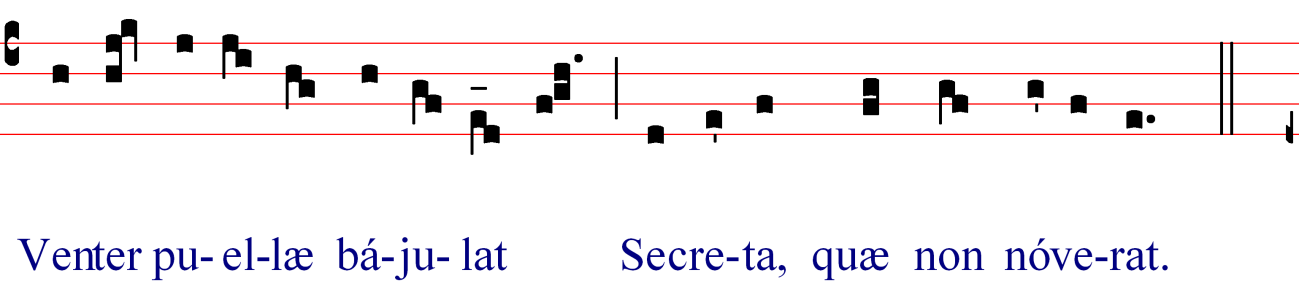 Venter pu- el-læ bá-ju- lat Secre-ta, quæ non nóve-rat.